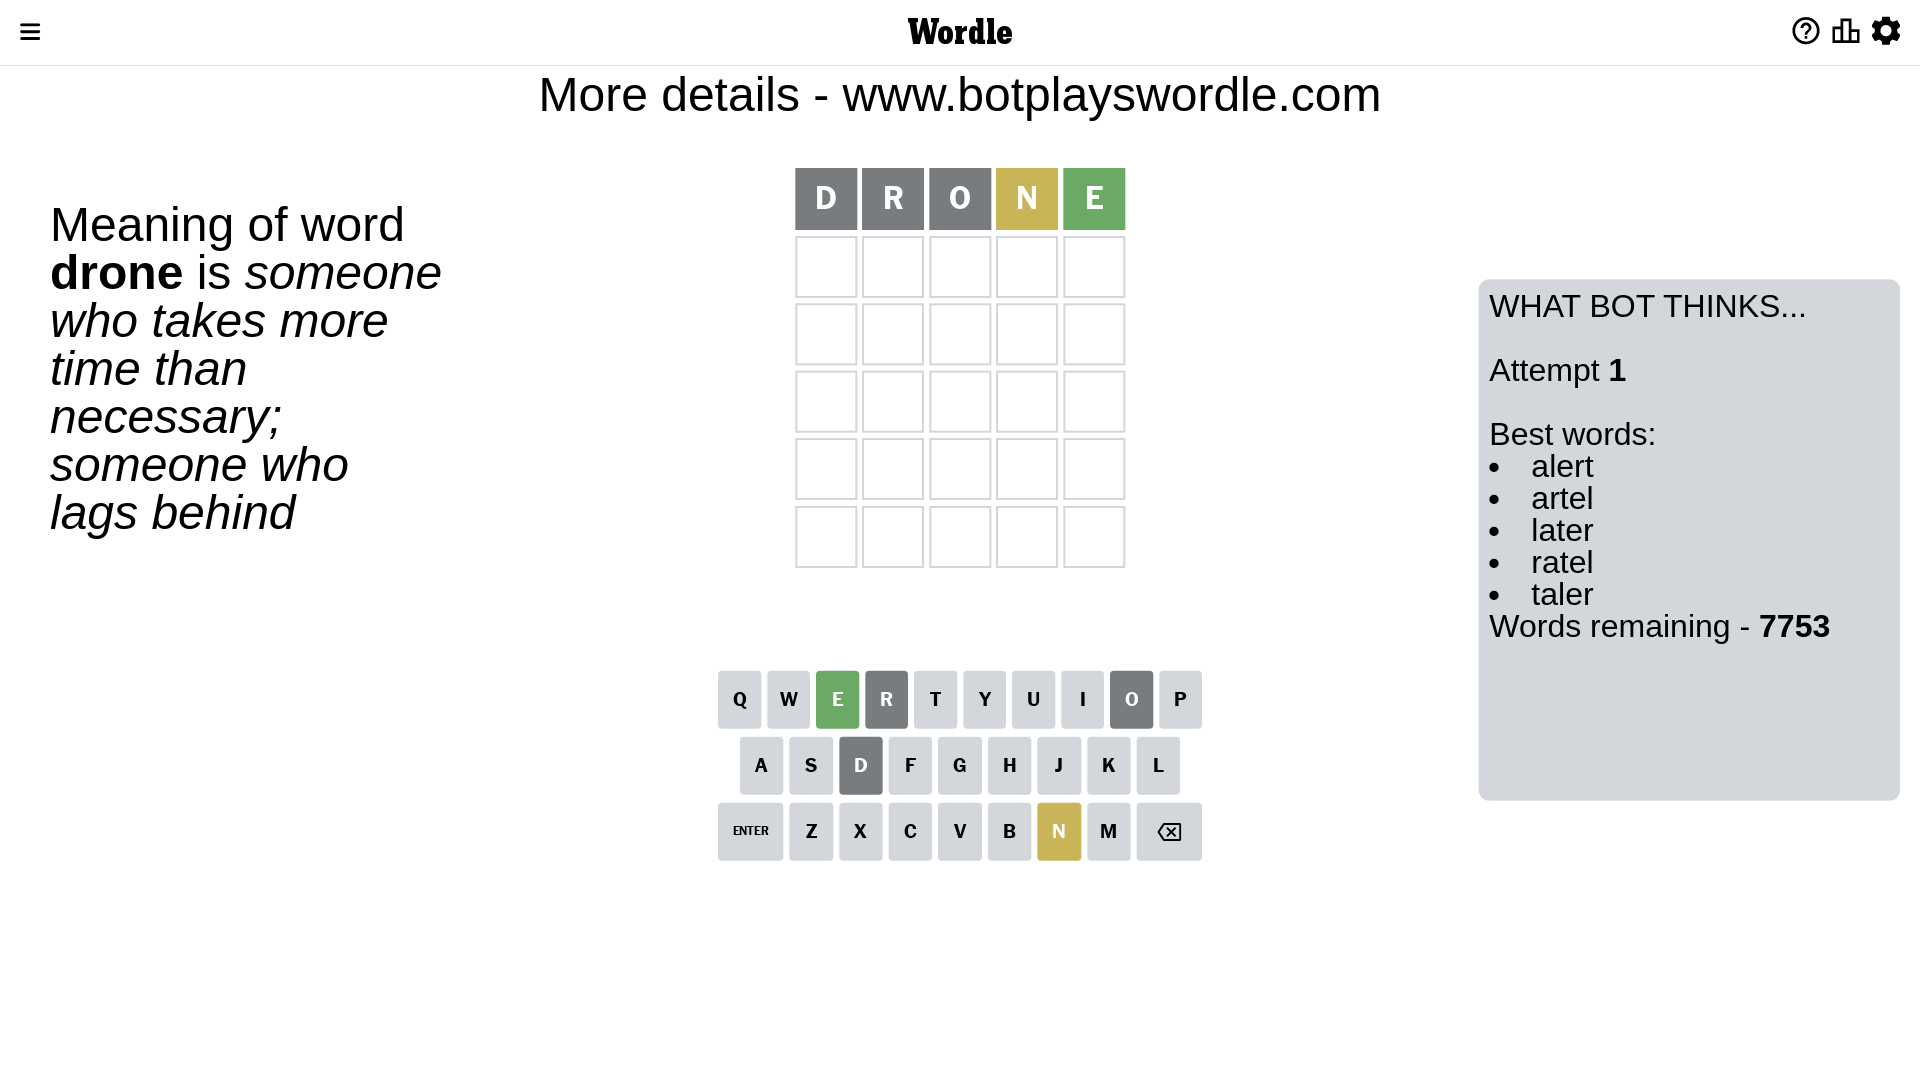 Wordle
More details - www.botplayswordle.com
Meaning of word
drone is someone
who takes more
time than
necessary;
someone who
lags behind
D R O N E
WHAT BOT THINKS...
Attempt 1
Best words:
• alert
• artel
• later
• ratel
• taler
Words remaining - 7753
Q W E R T Y U I O P
A S D F G H J K L
ENTER Z X C V B N M